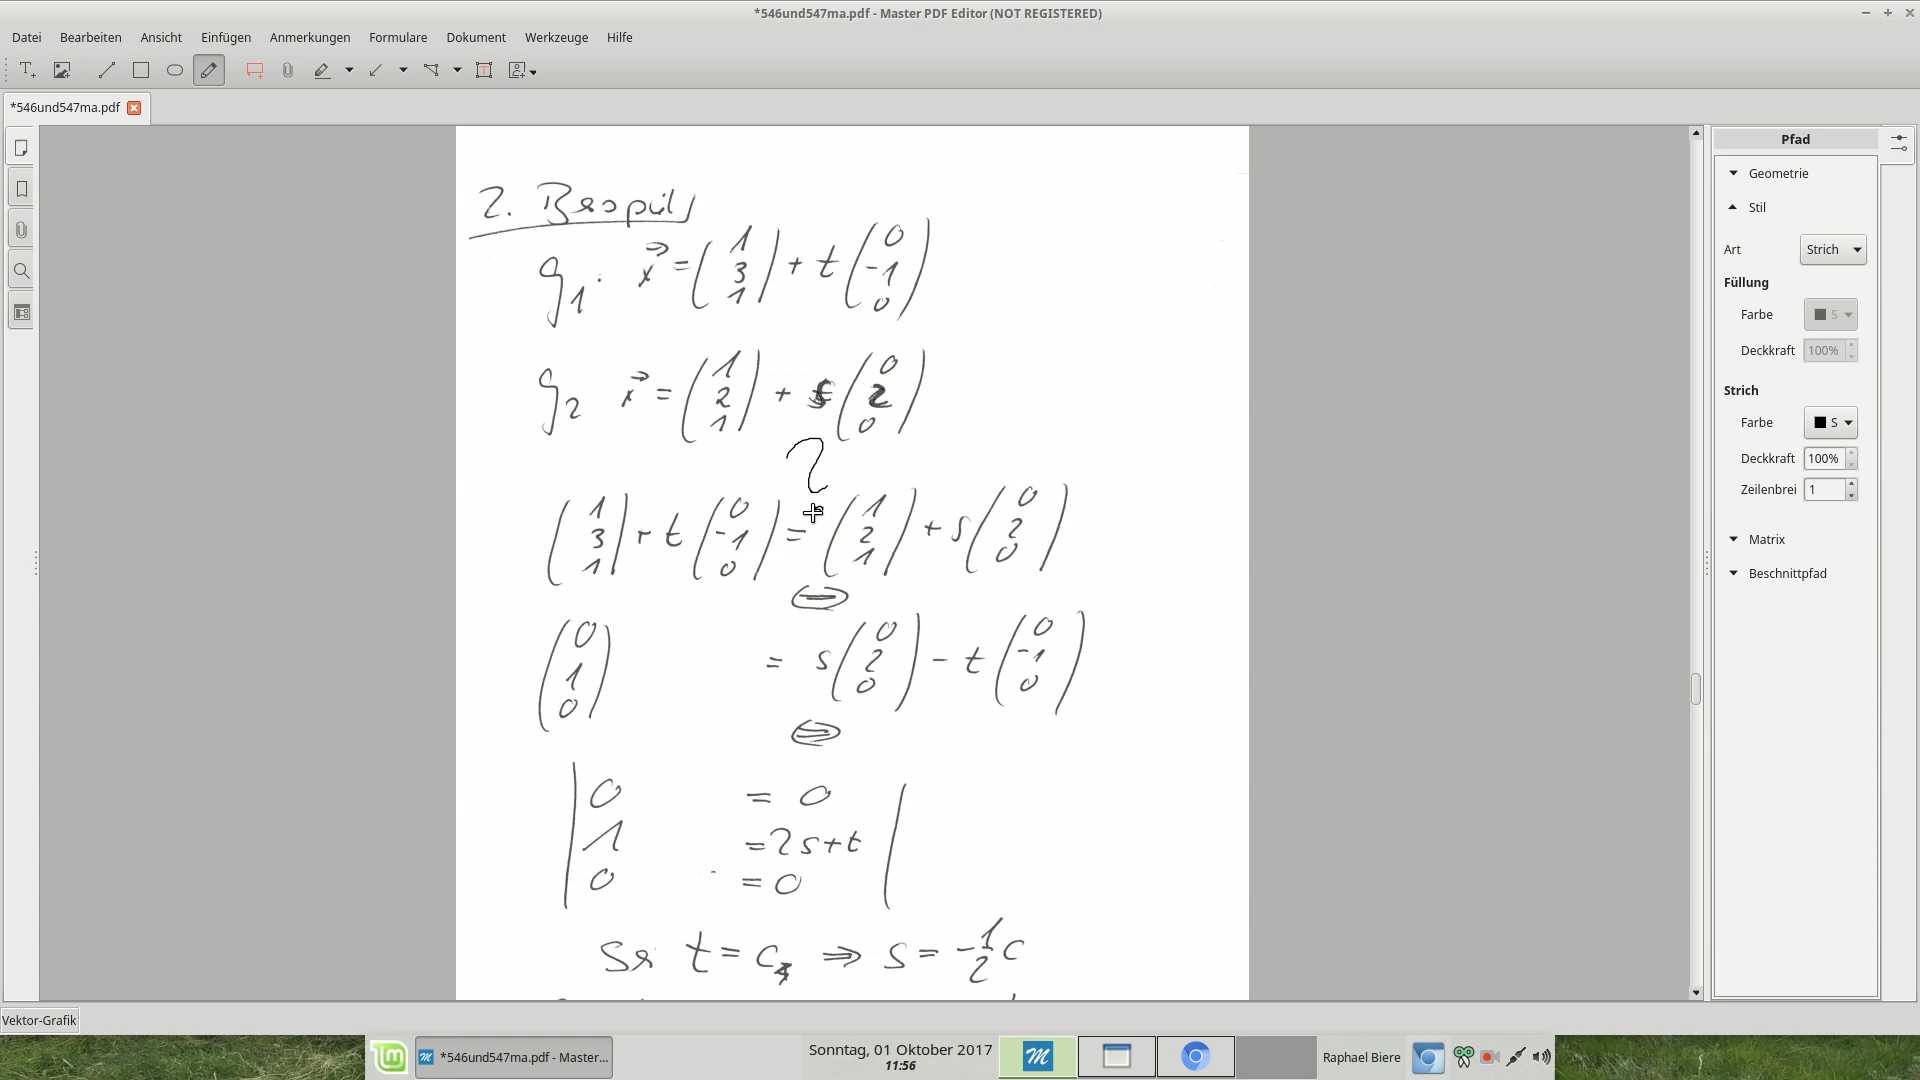 *546und547ma.pdf - Master PDF Editor (NOT REGISTERED)
Datei Bearbeiten Ansicht Einfügen Anmerkungen Formulare Dokument Werkzeuge Hilfe
*546und547ma.pdf
2. Beispiel
g₁: x⃗ = (1 3 1) + t (0 -1 0)
g₂ x⃗ = (1 2 1) + s (0 2 0)
?
(1 3 1) + t (0 -1 0) = (1 2 1) + s (0 2 0)
⇔
(0 1 0) = s (0 2 0) - t (0 -1 0)
⇔
| 0 = 0 |
1 = 2s+t
0 = 0
Sei t = c, ⇒ s = -1/2 c
Pfad
Geometrie
Stil
Art Strich
Füllung
Farbe S
Deckkraft 100%
Strich
Farbe S
Deckkraft 100%
Zeilenbrei 1
Matrix
Beschnittpfad
Vektor-Grafik
*546und547ma.pdf - Master...
Sonntag, 01 Oktober 2017
11:56
Raphael Biere